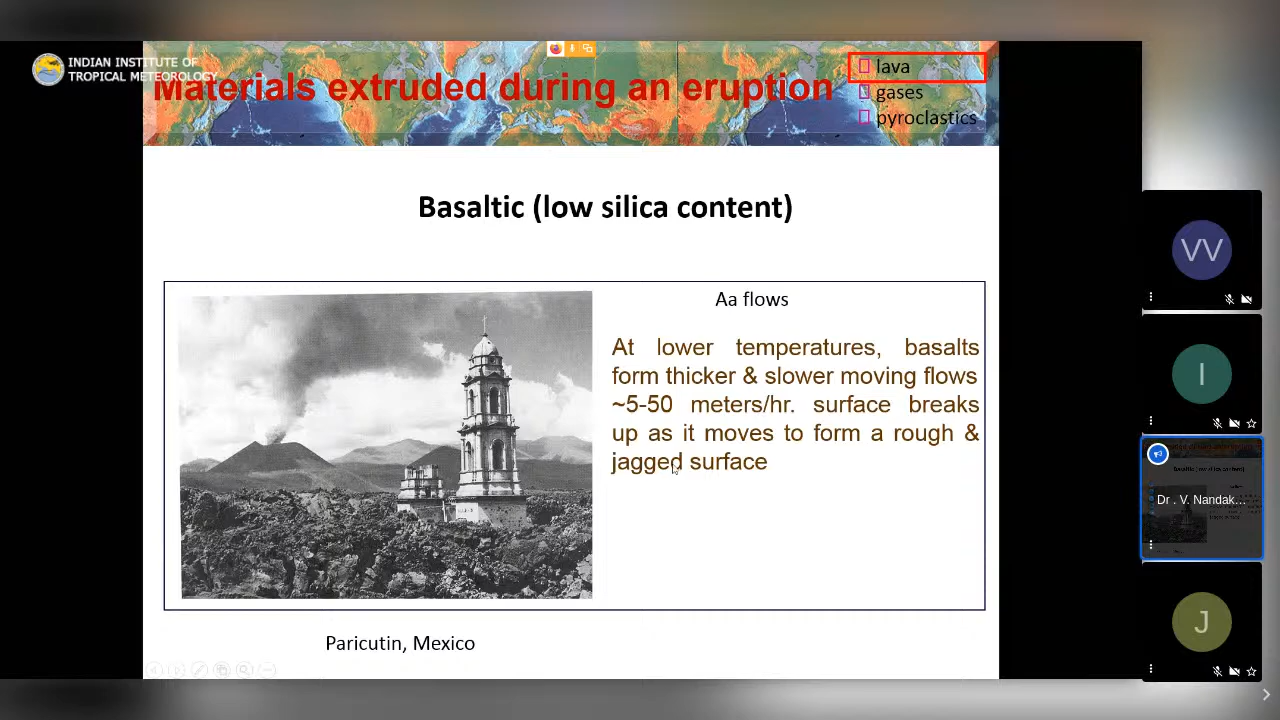 INDIAN INSTITUTE OF
TROPICAL METEOROLOGY
Materials extruded during an eruption
lava
gases
pyroclastics
Basaltic (low silica content)
Aa flows
At lower temperatures, basalts
form thicker & slower moving flows
~5-50 meters/hr. surface breaks
up as it moves to form a rough &
jagged surface
Paricutin, Mexico
VV
I
Dr . V. Nandak...
J